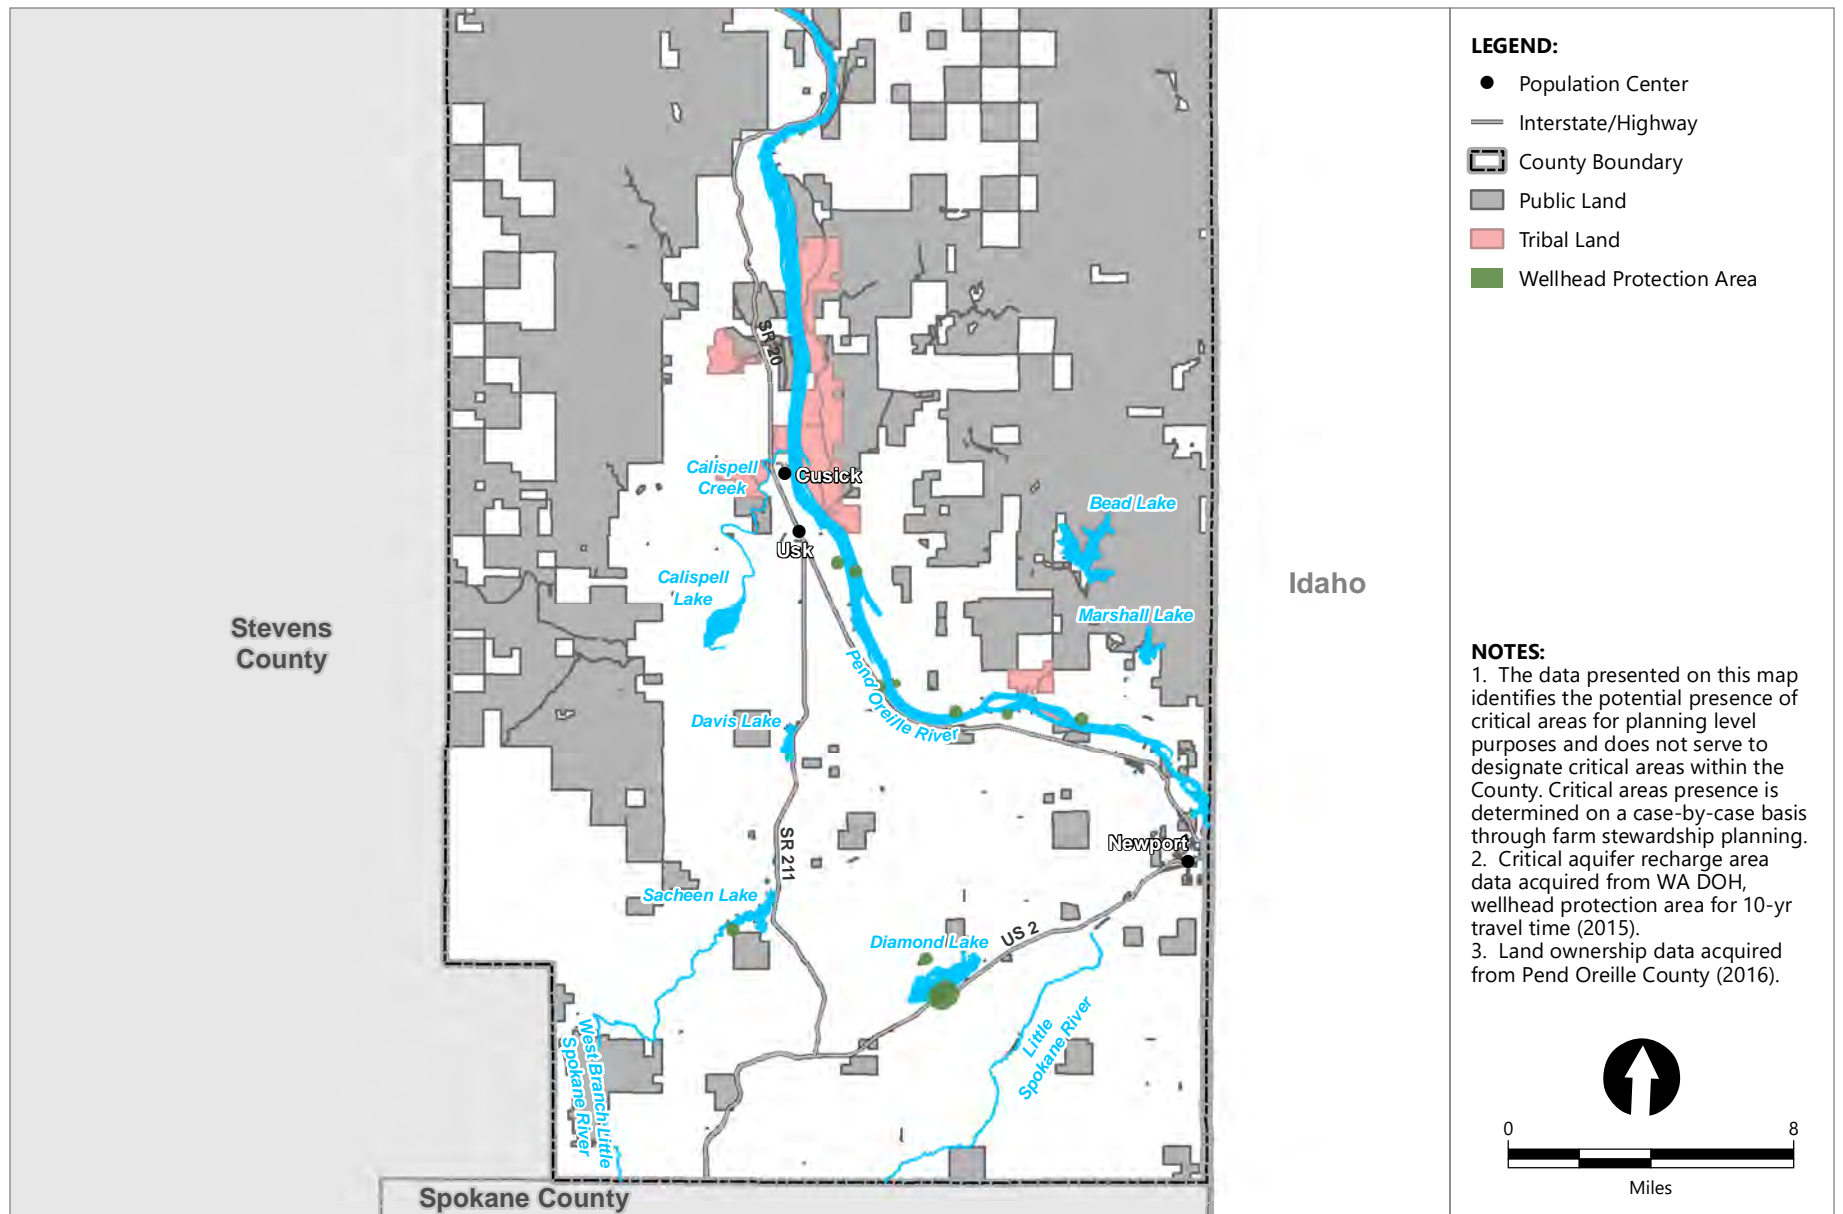 Stevens
County
Spokane County
Idaho
SR 20
Calispell
Creek
Cusick
Usk
Calispell
Lake
Bead Lake
Marshall Lake
Pend Oreille River
Davis Lake
SR 211
Newport
Sacheen Lake
Diamond Lake
US 2
Little
Spokane River
West Branch Little
Spokane River
LEGEND:
Population Center
Interstate/Highway
County Boundary
Public Land
Tribal Land
Wellhead Protection Area
NOTES:
1. The data presented on this map
identifies the potential presence of
critical areas for planning level
purposes and does not serve to
designate critical areas within the
County. Critical areas presence is
determined on a case-by-case basis
through farm stewardship planning.
2. Critical aquifer recharge area
data acquired from WA DOH,
wellhead protection area for 10-yr
travel time (2015).
3. Land ownership data acquired
from Pend Oreille County (2016).
0 8
Miles